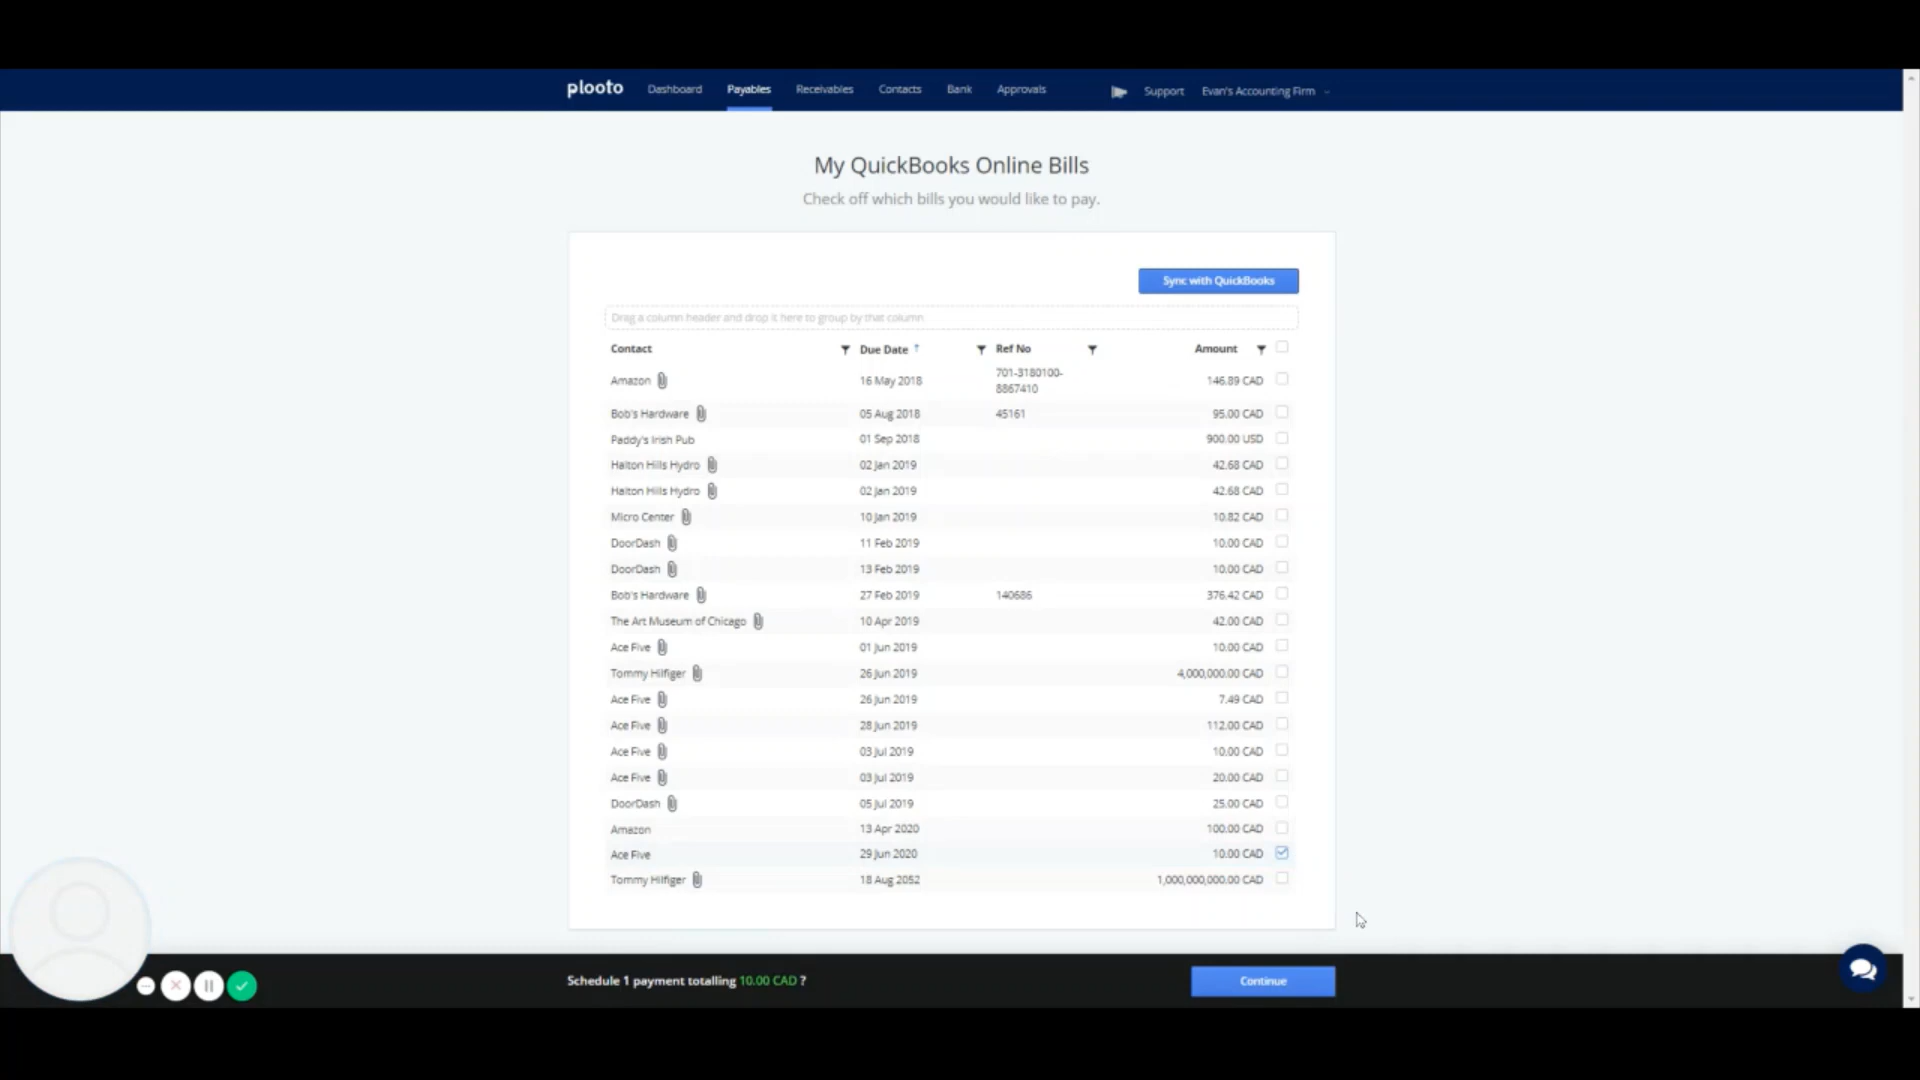 plooto Dashboard Payables Receivables Contacts Bank Approvals Support Evan's Accounting Firm
My QuickBooks Online Bills
Check off which bills you would like to pay.
Sync with QuickBooks
Drag a column header and drop it here to group by that column
Contact Due Date Ref No Amount
Amazon 16 May 2018 701-3180100-8867410 146.89 CAD
Bob's Hardware 05 Aug 2018 45161 95.00 CAD
Paddy's Irish Pub 01 Sep 2018 900.00 USD
Halton Hills Hydro 02 Jan 2019 42.68 CAD
Halton Hills Hydro 02 Jan 2019 42.68 CAD
Micro Center 10 Jan 2019 10.82 CAD
DoorDash 11 Feb 2019 10.00 CAD
DoorDash 13 Feb 2019 10.00 CAD
Bob's Hardware 27 Feb 2019 140686 376.42 CAD
The Art Museum of Chicago 10 Apr 2019 42.00 CAD
Ace Five 01 Jun 2019 10.00 CAD
Tommy Hilfiger 26 Jun 2019 4,000,000.00 CAD
Ace Five 26 Jun 2019 7.49 CAD
Ace Five 28 Jun 2019 112.00 CAD
Ace Five 03 Jul 2019 10.00 CAD
Ace Five 03 Jul 2019 20.00 CAD
DoorDash 05 Jul 2019 25.00 CAD
Amazon 13 Apr 2020 100.00 CAD
Ace Five 29 Jun 2020 10.00 CAD
Tommy Hilfiger 18 Aug 2052 1,000,000,000.00 CAD
Schedule 1 payment totalling 10.00 CAD ?
Continue